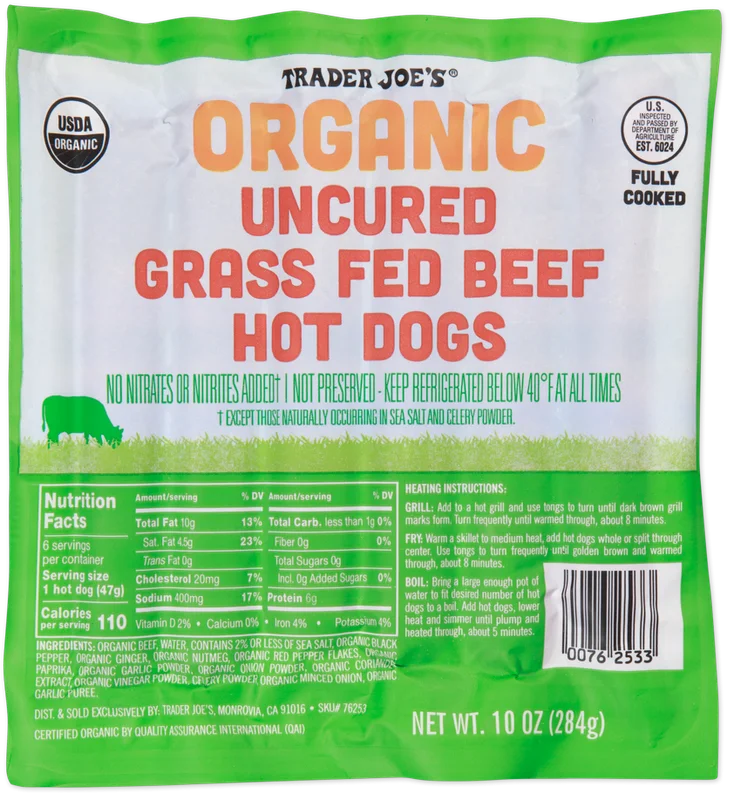 TRADER JOE'S®
USDA
ORGANIC
ORGANIC
U.S.
INSPECTED
AND PASSED BY
DEPARTMENT OF
AGRICULTURE
EST. 6024
FULLY
COOKED
UNCURED
GRASS FED BEEF
HOT DOGS
NO NITRATES OR NITRITES ADDED† | NOT PRESERVED - KEEP REFRIGERATED BELOW 40°F AT ALL TIMES
† EXCEPT THOSE NATURALLY OCCURRING IN SEA SALT AND CELERY POWDER.
Nutrition
Facts
6 servings
per container
Serving size
1 hot dog (47g)
Calories
per serving 110
Amount/serving % DV Amount/serving % DV
Total Fat 10g 13% Total Carb. less than 1g 0%
Sat. Fat 4.5g 23% Fiber 0g 0%
Trans Fat 0g Total Sugars 0g
Cholesterol 20mg 7% Incl. 0g Added Sugars 0%
Sodium 400mg 17% Protein 6g
Vitamin D 2% • Calcium 0% • Iron 4% • Potassium 4%
INGREDIENTS: ORGANIC BEEF, WATER, CONTAINS 2% OR LESS OF SEA SALT, ORGANIC BLACK
PEPPER, ORGANIC GINGER, ORGANIC NUTMEG, ORGANIC RED PEPPER FLAKES, ORGANIC
PAPRIKA, ORGANIC GARLIC POWDER, ORGANIC ONION POWDER, ORGANIC CORIANDER
EXTRACT, ORGANIC VINEGAR POWDER, CELERY POWDER, ORGANIC MINCED ONION, ORGANIC
GARLIC PUREE.
DIST. & SOLD EXCLUSIVELY BY: TRADER JOE'S, MONROVIA, CA 91016 • SKU# 76253
CERTIFIED ORGANIC BY QUALITY ASSURANCE INTERNATIONAL (QAI)
HEATING INSTRUCTIONS:
GRILL: Add to a hot grill and use tongs to turn until dark brown grill
marks form. Turn frequently until warmed through, about 8 minutes.
FRY: Warm a skillet to medium heat, add hot dogs whole or split through
center. Use tongs to turn frequently until golden brown and warmed
through, about 8 minutes.
BOIL: Bring a large enough pot of
water to fit desired number of hot
dogs to a boil. Add hot dogs, lower
heat and simmer until plump and
heated through, about 5 minutes.
0076 2533
NET WT. 10 OZ (284g)